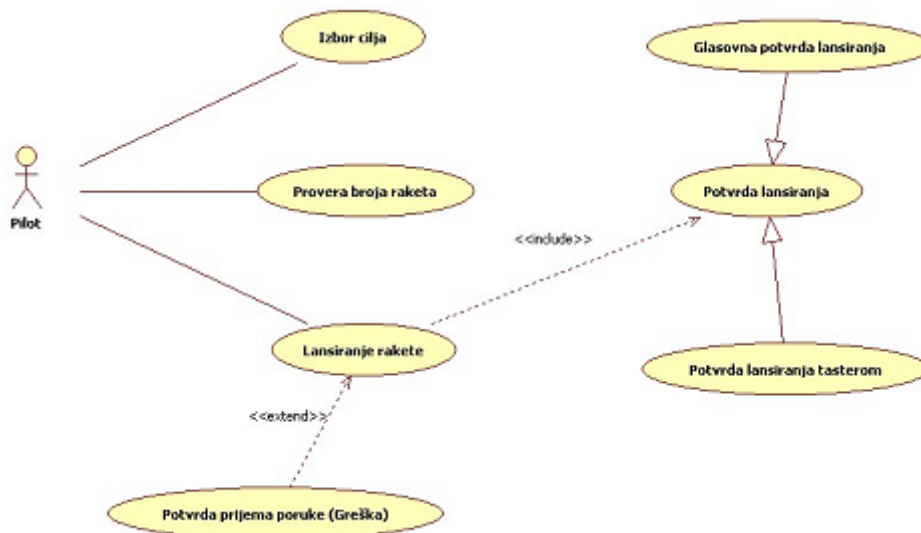 Izbor cilja
Glasovna potvrda lansiranja
Pilot
Provera broja raketa
Potvrda lansiranja
<<include>>
Lansiranje rakete
Potvrda lansiranja tasterom
<<extend>>
Potvrda prijema poruke (Greška)